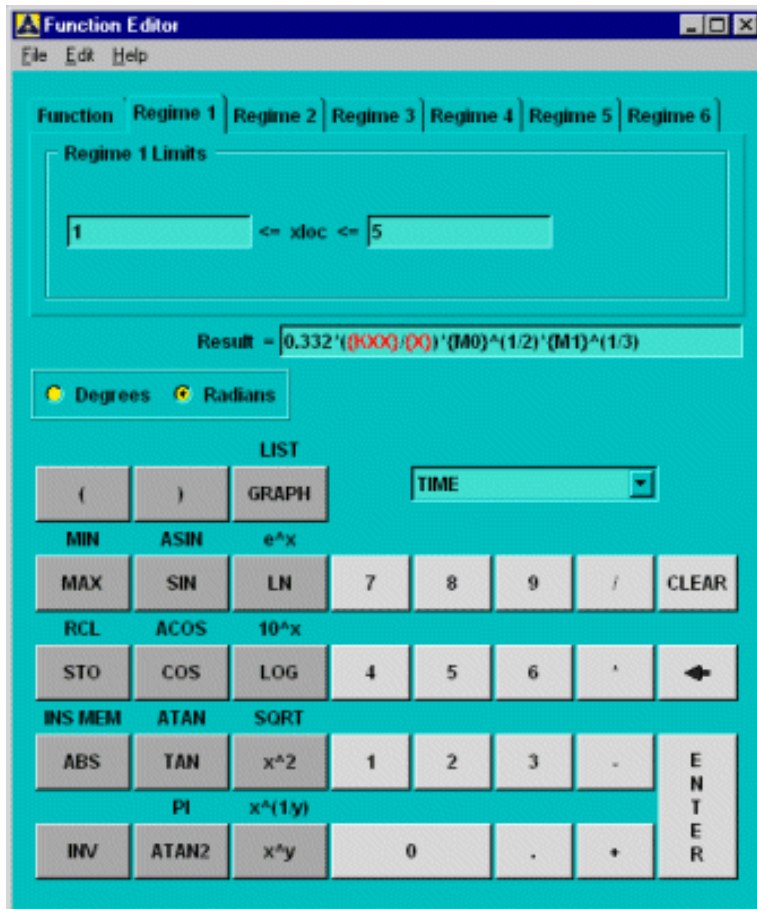 Function Editor
File Edit Help
Function Regime 1 Regime 2 Regime 3 Regime 4 Regime 5 Regime 6
Regime 1 Limits
1 <= xloc <= 5
Result = 0.332*({KXX}/{X})*{M0}^(1/2)*{M1}^(1/3)
Degrees Radians
LIST
( ) GRAPH TIME
MIN ASIN e^x
MAX SIN LN 7 8 9 / CLEAR
RCL ACOS 10^x
STO COS LOG 4 5 6 *
INS MEM ATAN SQRT
ABS TAN x^2 1 2 3 - ENTER
PI x^(1/y)
INV ATAN2 x^y 0 . +